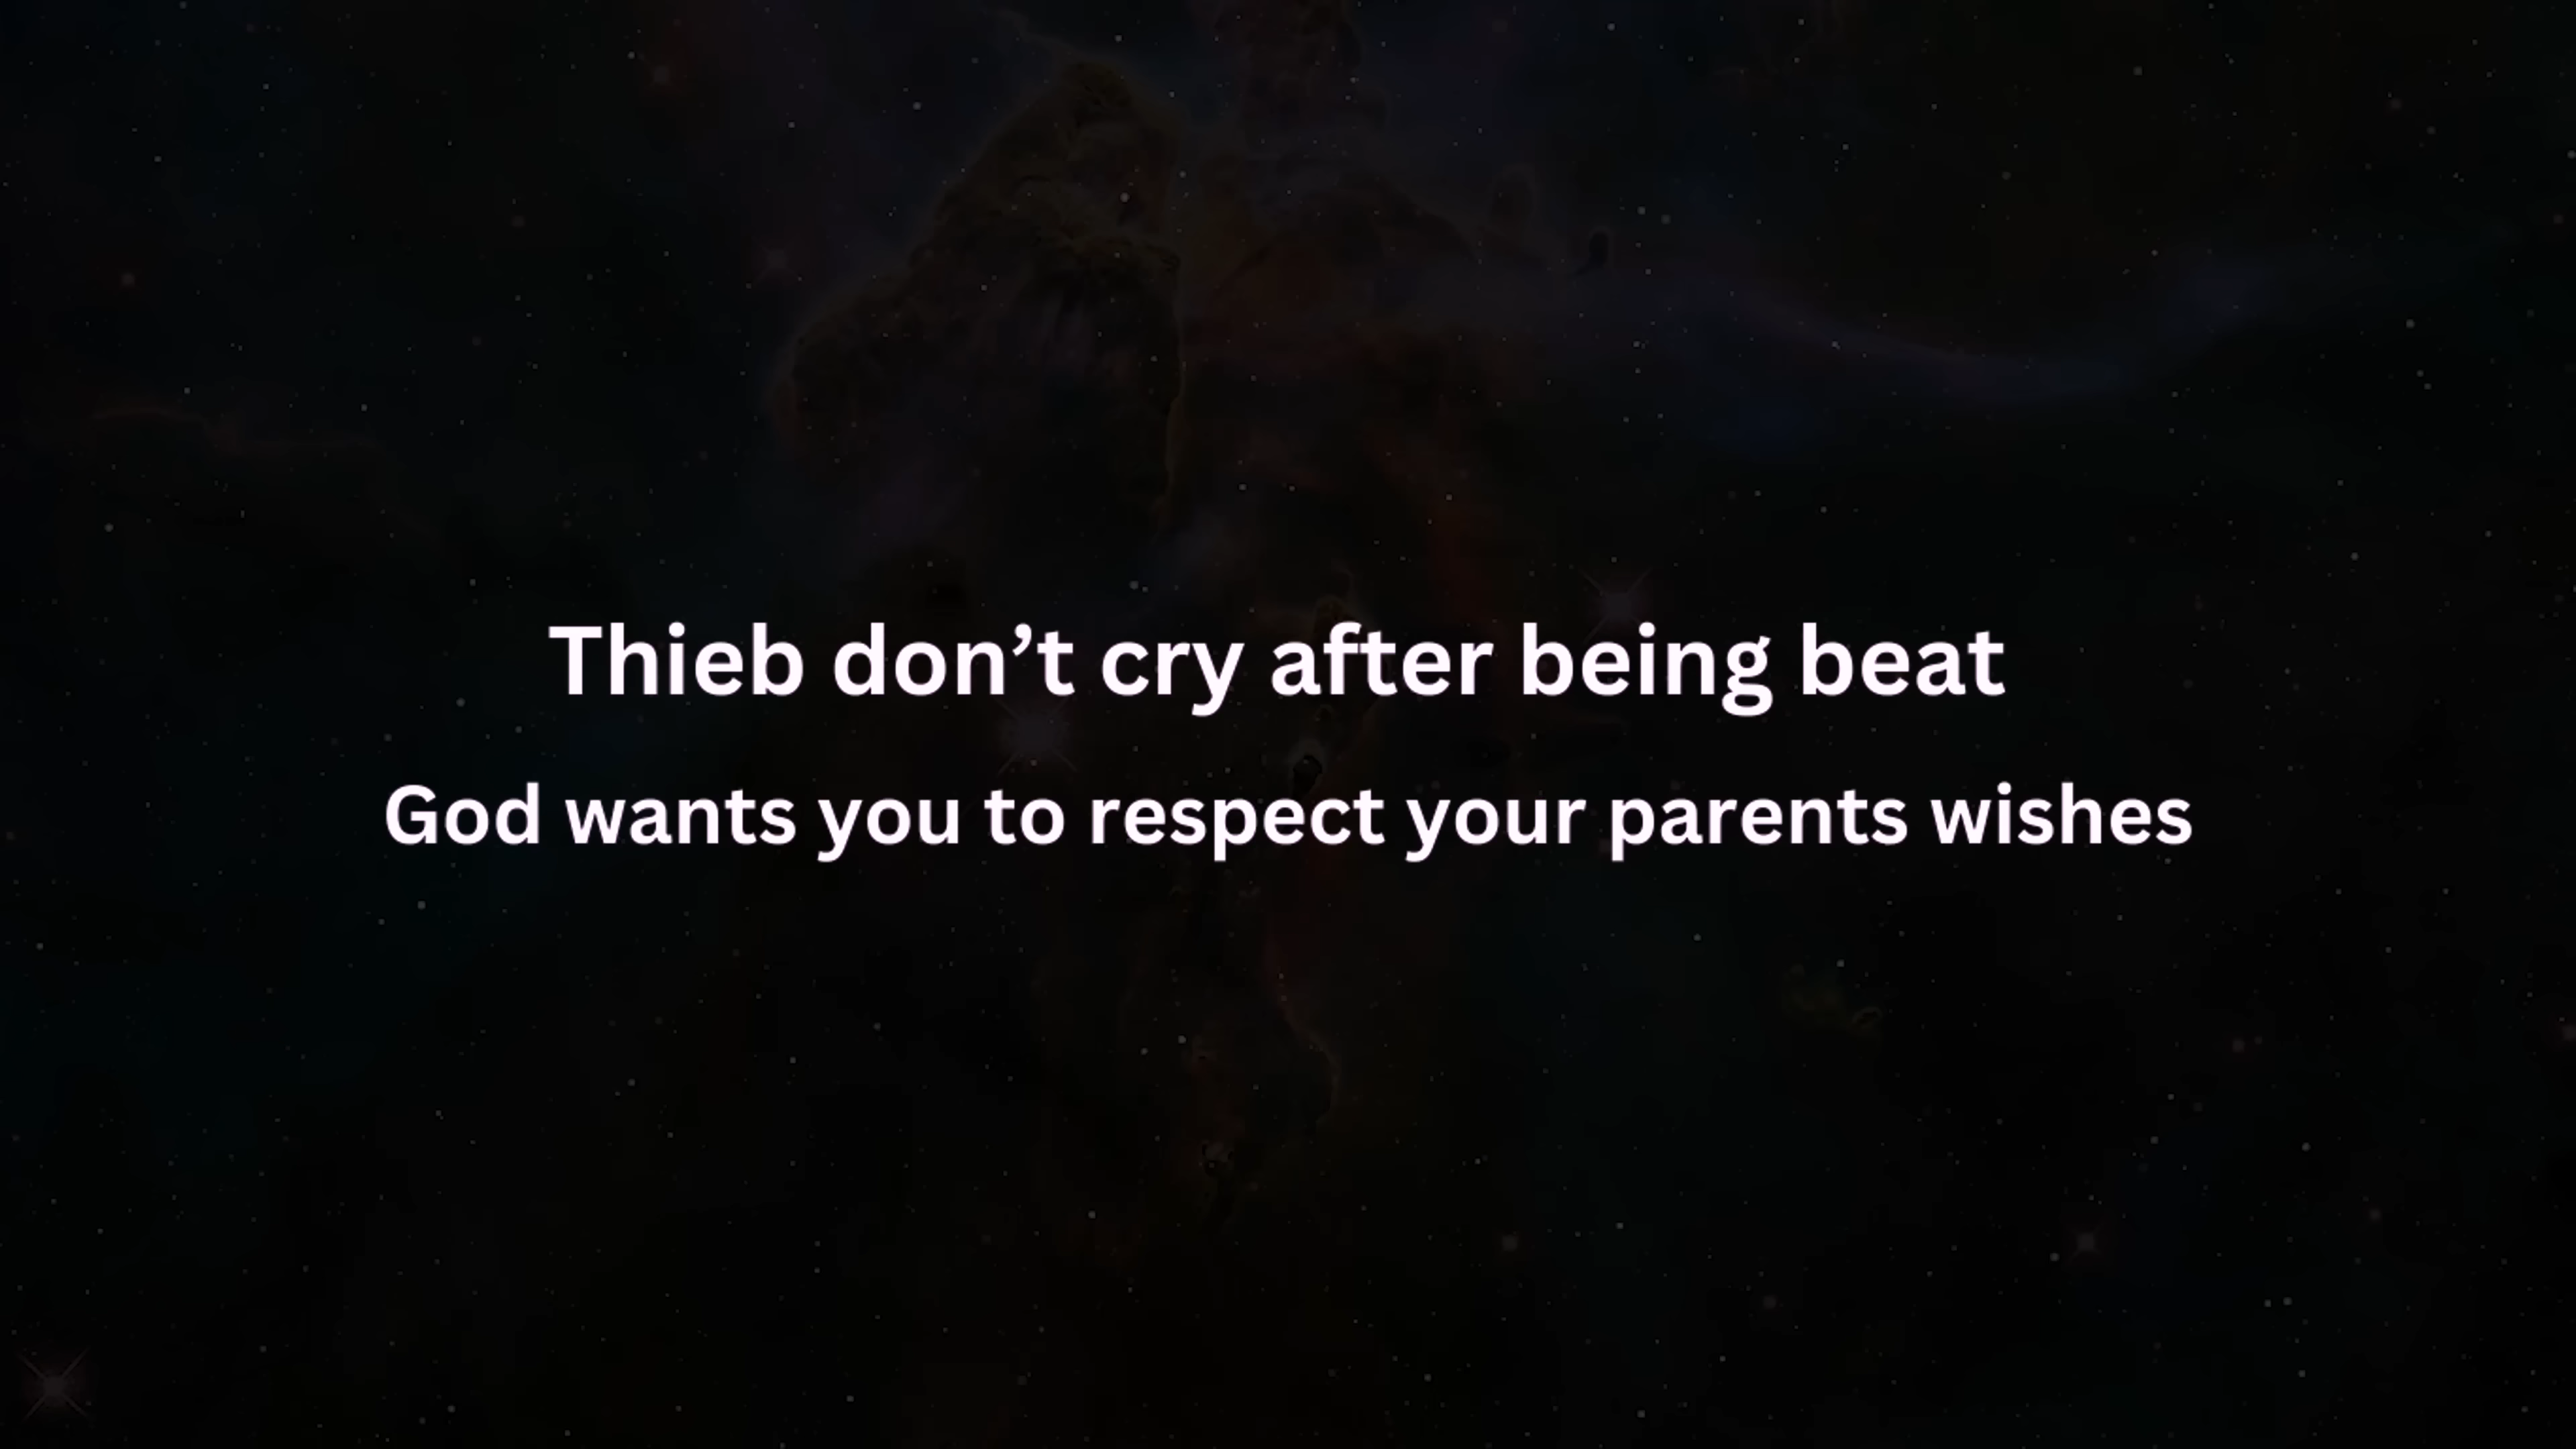 Thieb don’t cry after being beat
God wants you to respect your parents wishes